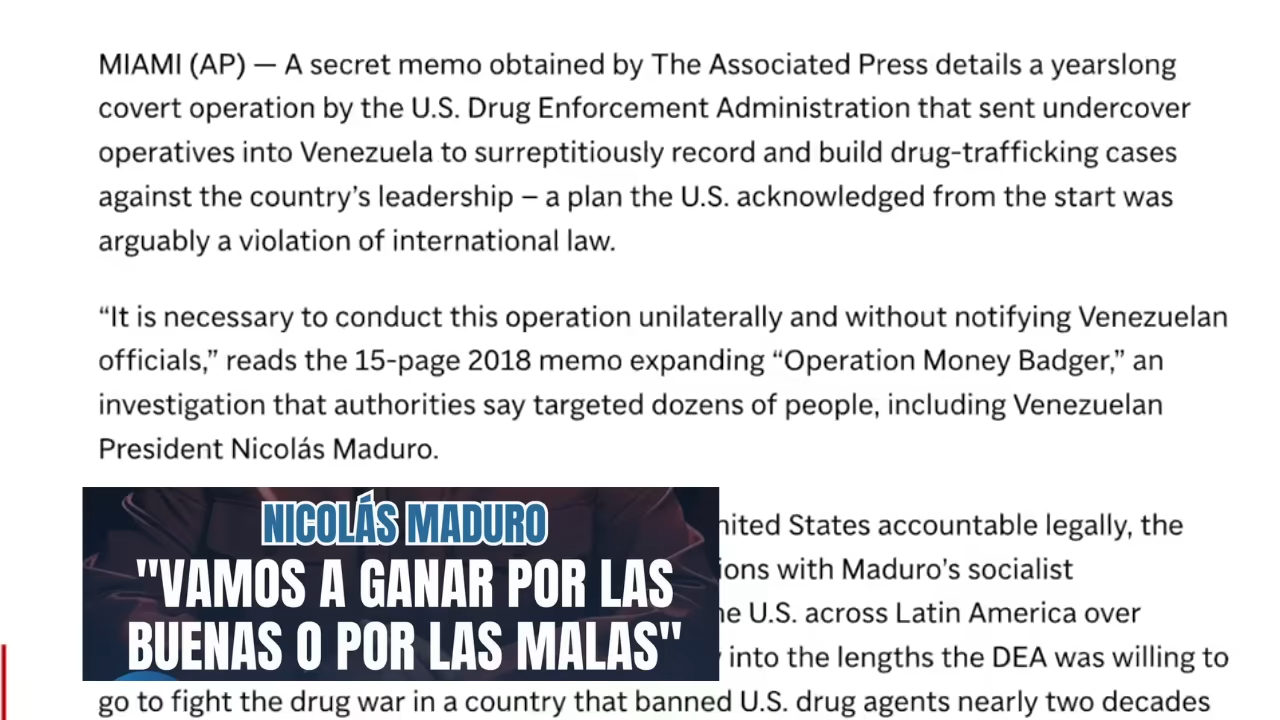 MIAMI (AP) — A secret memo obtained by The Associated Press details a yearslong
covert operation by the U.S. Drug Enforcement Administration that sent undercover
operatives into Venezuela to surreptitiously record and build drug-trafficking cases
against the country’s leadership – a plan the U.S. acknowledged from the start was
arguably a violation of international law.
“It is necessary to conduct this operation unilaterally and without notifying Venezuelan
officials,” reads the 15-page 2018 memo expanding “Operation Money Badger,” an
investigation that authorities say targeted dozens of people, including Venezuelan
President Nicolás Maduro.
States accountable legally, the
with Maduro’s socialist
U.S. across Latin America over
into the lengths the DEA was willing to
go to fight the drug war in a country that banned U.S. drug agents nearly two decades
NICOLÁS MADURO
"VAMOS A GANAR POR LAS
BUENAS O POR LAS MALAS"